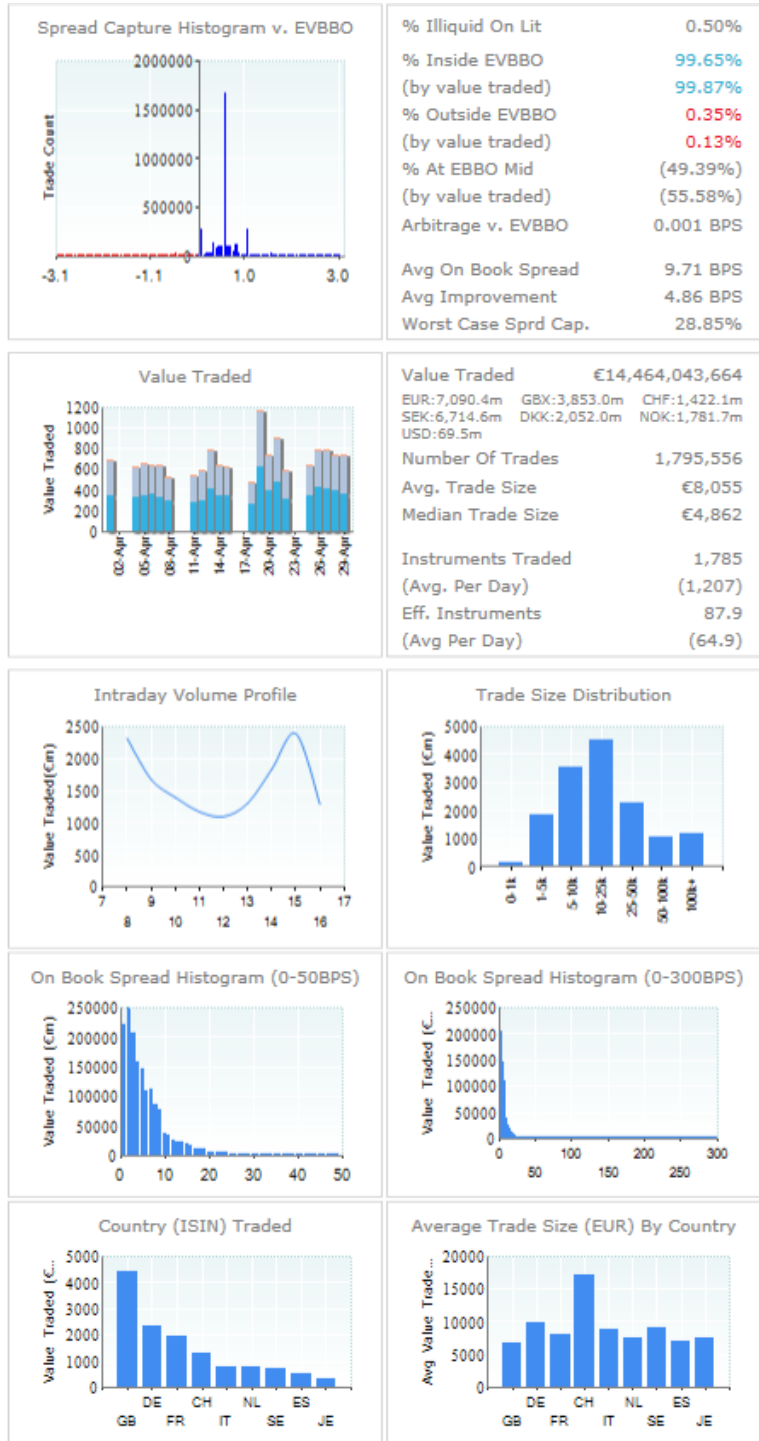 Spread Capture Histogram v. EVBBO
Trade Count
2000000
1500000
1000000
500000
0
-3.1 -1.1 1.0 3.0
% Illiquid On Lit 0.50%
% Inside EVBBO 99.65%
(by value traded) 99.87%
% Outside EVBBO 0.35%
(by value traded) 0.13%
% At EBBO Mid (49.39%)
(by value traded) (55.58%)
Arbitrage v. EVBBO 0.001 BPS
Avg On Book Spread 9.71 BPS
Avg Improvement 4.86 BPS
Worst Case Sprd Cap. 28.85%
Value Traded
Value Traded
1200
1000
800
600
400
200
0
02-Apr 05-Apr 08-Apr 11-Apr 14-Apr 17-Apr 20-Apr 23-Apr 26-Apr 29-Apr
Value Traded €14,464,043,664
EUR:7,090.4m GBX:3,853.0m CHF:1,422.1m
SEK:6,714.6m DKK:2,052.0m NOK:1,781.7m
USD:69.5m
Number Of Trades 1,795,556
Avg. Trade Size €8,055
Median Trade Size €4,862
Instruments Traded 1,785
(Avg. Per Day) (1,207)
Eff. Instruments 87.9
(Avg Per Day) (64.9)
Intraday Volume Profile
Value Traded(€m)
2500
2000
1500
1000
500
0
7 9 11 13 15 17
8 10 12 14 16
Trade Size Distribution
Value Traded (€m)
5000
4000
3000
2000
1000
0
0-1k 1-5k 5-10k 10-25k 25-50k 50-100k 100k+
On Book Spread Histogram (0-50BPS)
Value Traded (€m)
250000
200000
150000
100000
50000
0
0 10 20 30 40 50
On Book Spread Histogram (0-300BPS)
Value Traded (€...
250000
200000
150000
100000
50000
0
0 100 200 300
50 150 250
Country (ISIN) Traded
Value Traded (€...
5000
4000
3000
2000
1000
0
DE CH NL ES
GB FR IT SE JE
Average Trade Size (EUR) By Country
Avg Value Trade...
20000
15000
10000
5000
0
DE CH NL ES
GB FR IT SE JE